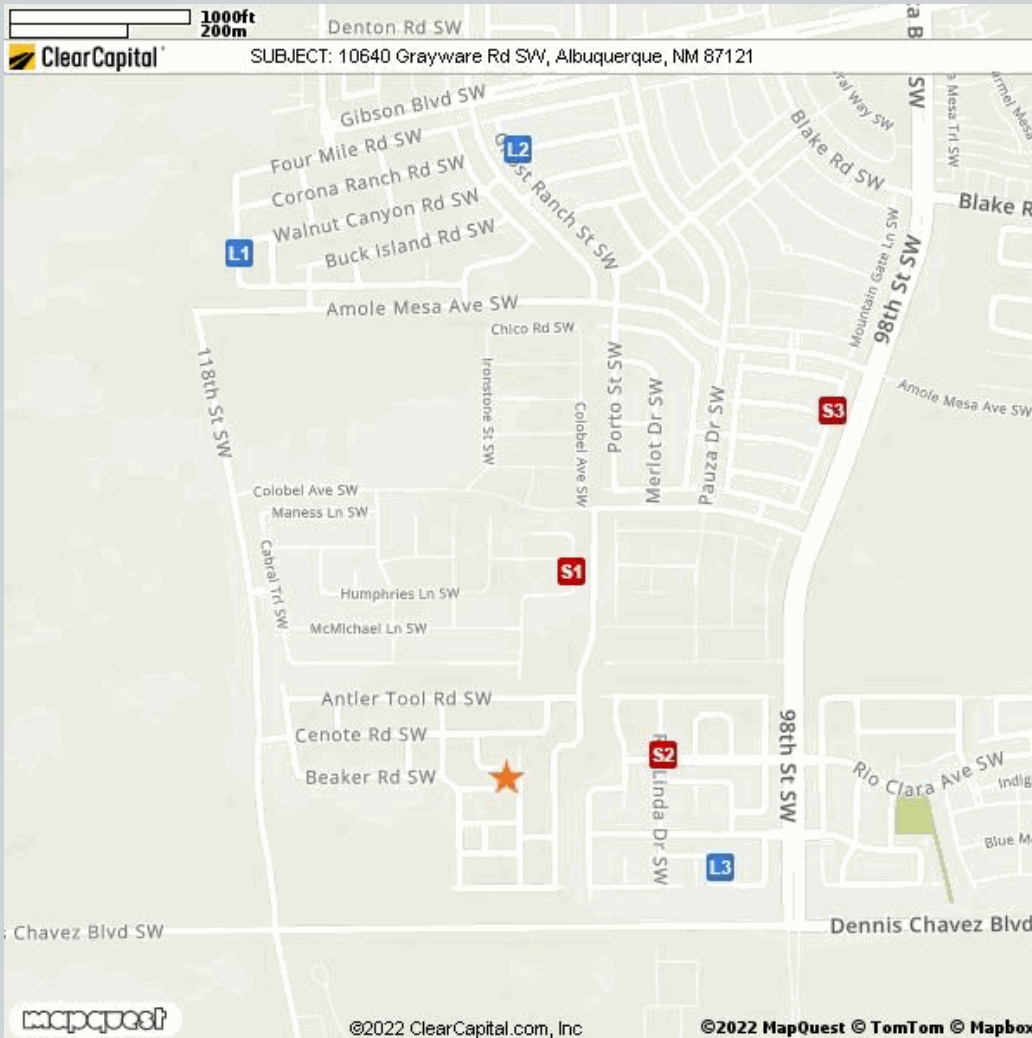 1000ft
200m
Denton Rd SW
ClearCapital
SUBJECT: 10640 Grayware Rd SW, Albuquerque, NM 87121
SW
Gibson Blvd SW
Four Mile Rd SW
L2
Ghost Ranch St SW
Blake Rd SW
Mesa Trl SW
Corona Ranch Rd SW
Walnut Canyon Rd SW
Blake R
Buck Island Rd SW
L1
Mountain Gate Ln SW
98th St SW
Amole Mesa Ave SW
Chico Rd SW
118th St SW
Ironstone St SW
Porto St SW
Merlot Dr SW
Pauza Dr SW
Colobel Ave SW
S3
Amole Mesa Ave SW
Colobel Ave SW
Maness Ln SW
Cabral Trl SW
S1
Humphries Ln SW
McMichael Ln SW
Antler Tool Rd SW
Cenote Rd SW
98th St SW
S2
Linda Dr SW
Rio Clara Ave SW
Beaker Rd SW
Indig
Blue M
L3
Chavez Blvd SW
Dennis Chavez Blvd
mapquest
©2022 ClearCapital.com, Inc
©2022 MapQuest © TomTom © Mapbox